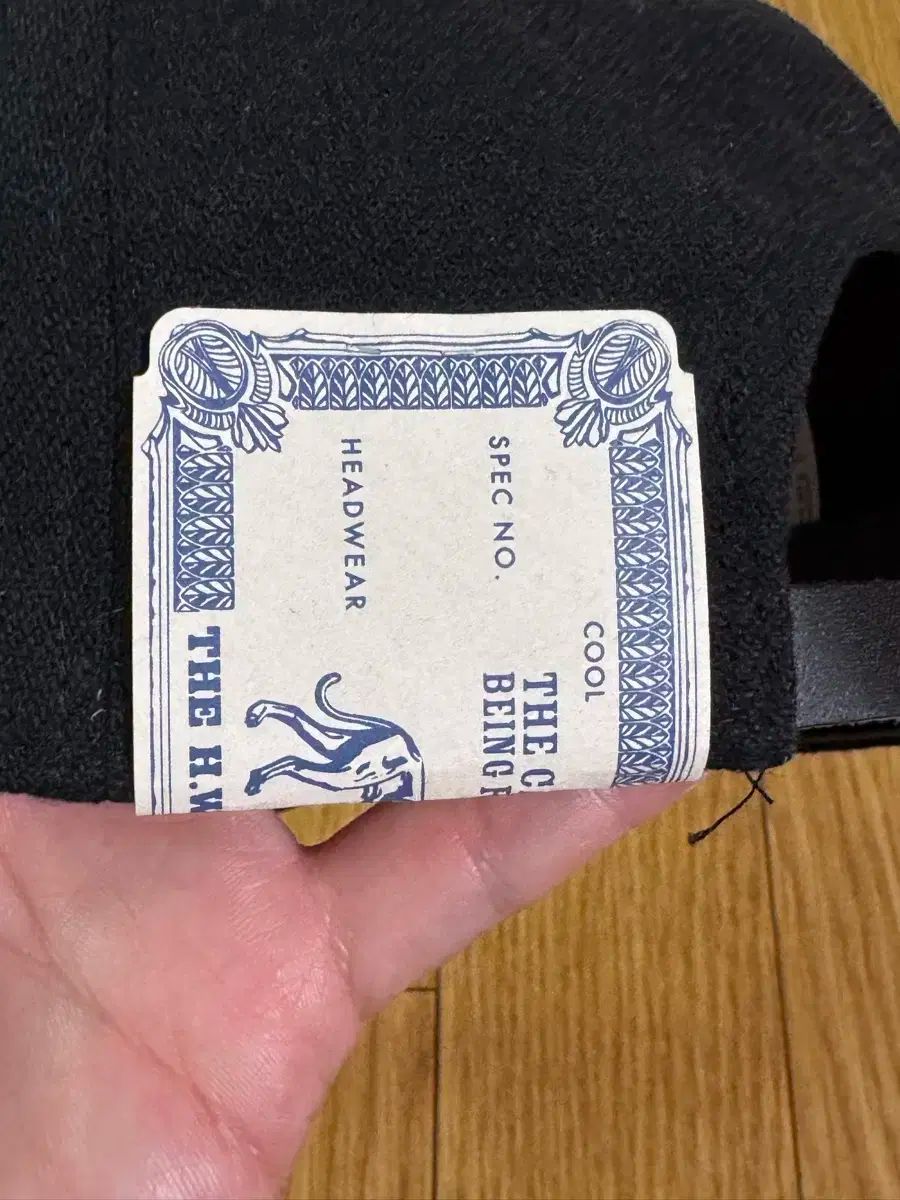 COOL
THE C
BEING
SPEC NO.
HEADWEAR
THE H.W